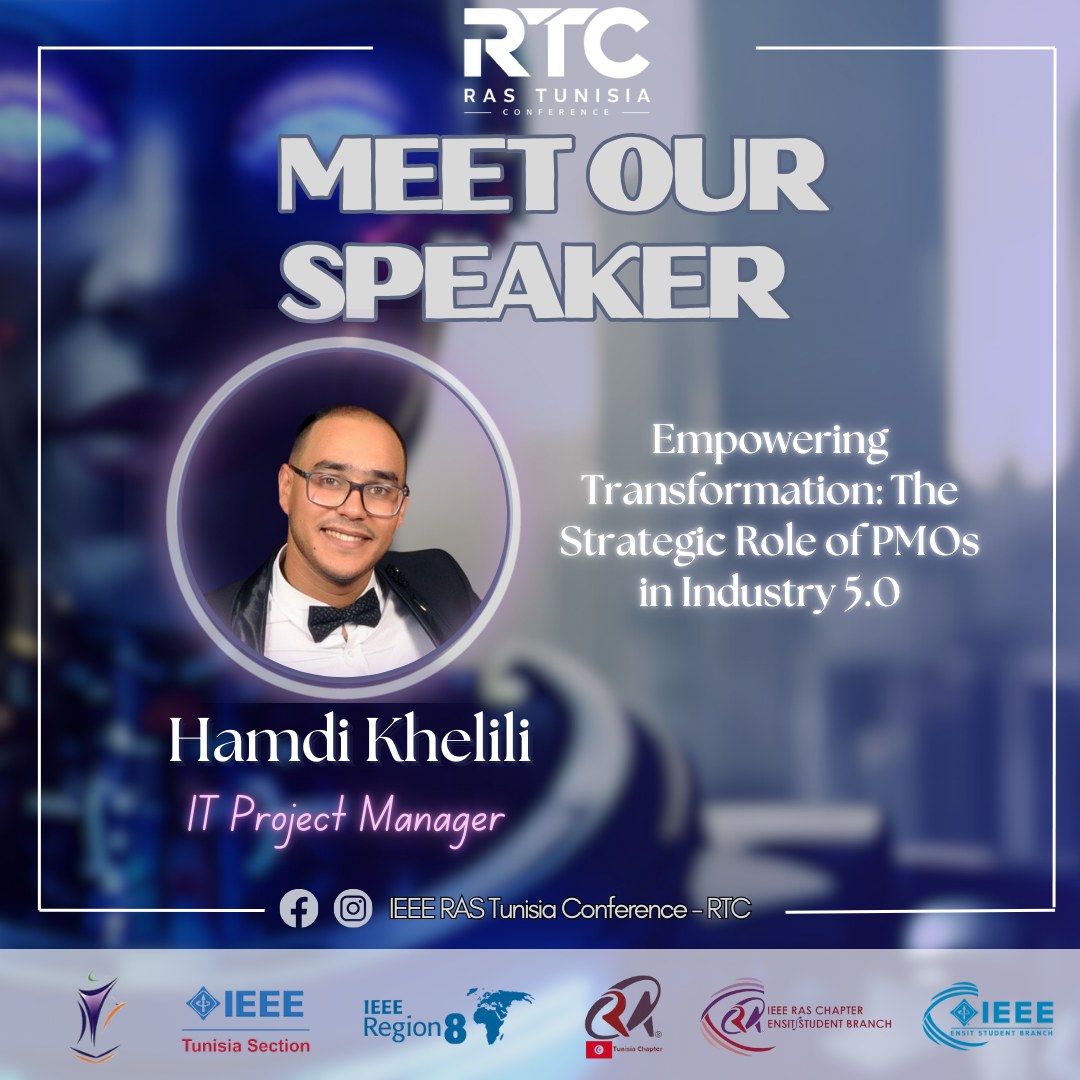 RTC
RAS TUNISIA
CONFERENCE
MEET OUR
SPEAKER
Empowering
Transformation: The
Strategic Role of PMOs
in Industry 5.0
Hamdi Khelili
IT Project Manager
IEEE RAS Tunisia Conference - RTC
IEEE
Tunisia Section
IEEE
Region 8
RA
Tunisia Chapter
RA
IEEE RAS CHAPTER
ENSIT/STUDENT BRANCH
IEEE
ENSIT STUDENT BRANCH